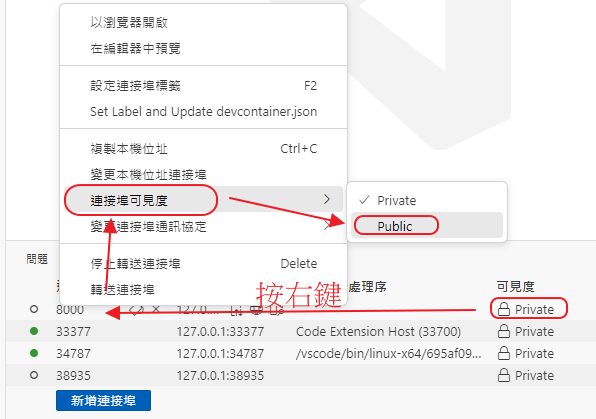 以瀏覽器開啟
在編輯器中預覽
設定連接埠標籤 F2
Set Label and Update devcontainer.json
複製本機位址 Ctrl+C
變更本機位址連接埠
連接埠可見度
Private
Public
變更連接埠通訊協定
停止轉送連接埠 Delete
轉送連接埠
按右鍵
問題
處理序 可見度
8000 127.0.... Private
33377 127.0.0.1:33377 Code Extension Host (33700) Private
34787 127.0.0.1:34787 /vscode/bin/linux-x64/695af09... Private
38935 127.0.0.1:38935 Private
新增連接埠